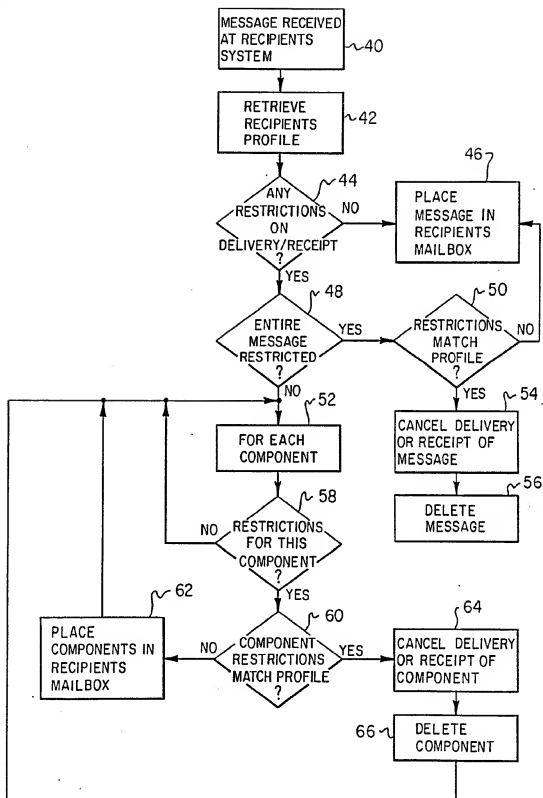 MESSAGE RECEIVED
AT RECIPIENTS
SYSTEM
40
RETRIEVE
RECIPIENTS
PROFILE
42
44
ANY
RESTRICTIONS
ON
DELIVERY/RECEIPT
?
NO
YES
46
PLACE
MESSAGE IN
RECIPIENTS
MAILBOX
48
ENTIRE
MESSAGE
RESTRICTED
?
YES
NO
50
RESTRICTIONS
MATCH
PROFILE
?
NO
YES
52
FOR EACH
COMPONENT
54
CANCEL DELIVERY
OR RECEIPT OF
MESSAGE
56
DELETE
MESSAGE
58
RESTRICTIONS
FOR THIS
COMPONENT
?
NO
YES
60
COMPONENT
RESTRICTIONS
MATCH PROFILE
?
NO
YES
62
PLACE
COMPONENTS IN
RECIPIENTS
MAILBOX
64
CANCEL DELIVERY
OR RECEIPT OF
COMPONENT
66
DELETE
COMPONENT